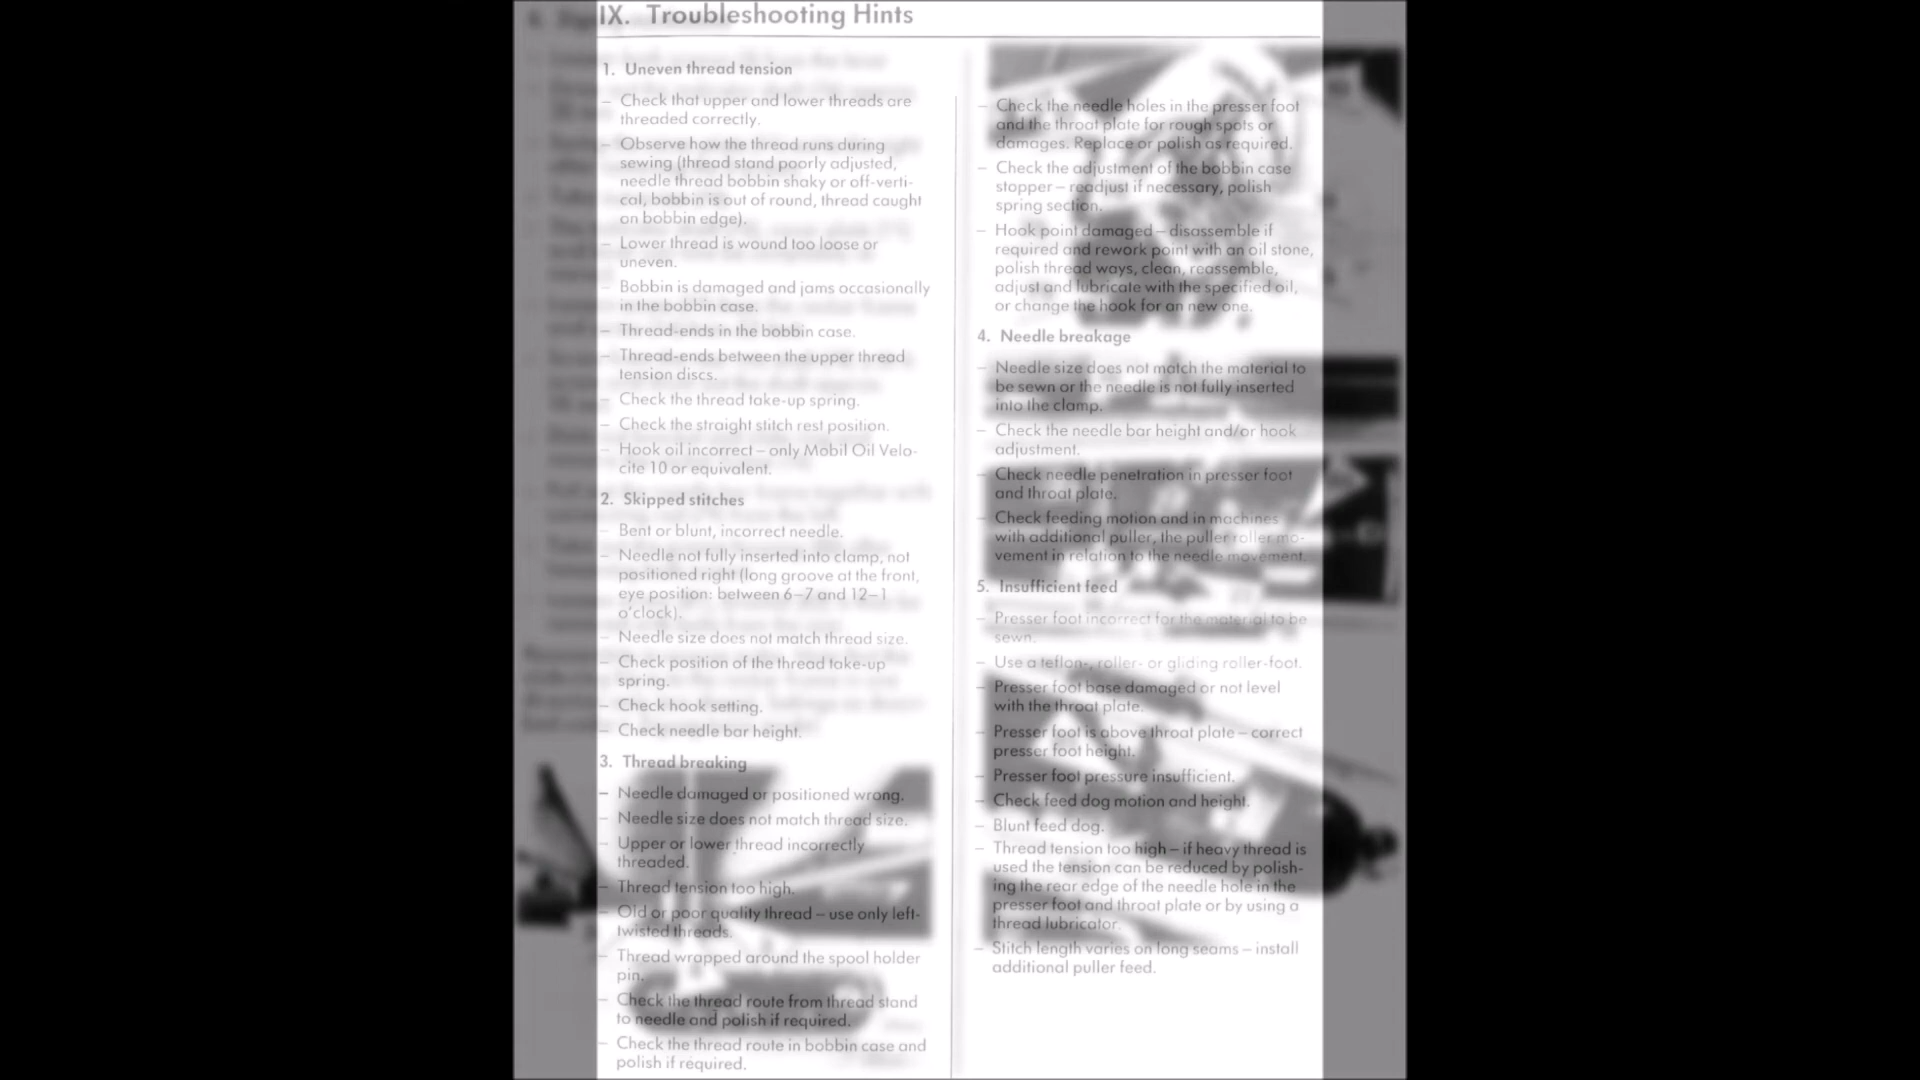 IX. Troubleshooting Hints
1. Uneven thread tension
– Check that upper and lower threads are
threaded correctly.
– Observe how the thread runs during
sewing (thread stand poorly adjusted,
needle thread bobbin shaky or off-verti-
cal, bobbin is out of round, thread caught
on bobbin edge).
– Lower thread is wound too loose or
uneven.
– Bobbin is damaged and jams occasionally
in the bobbin case.
– Thread-ends in the bobbin case.
– Thread-ends between the upper thread
tension discs.
– Check the thread take-up spring.
– Check the straight stitch rest position.
– Hook oil incorrect – only Mobil Oil Velo-
cite 10 or equivalent.
2. Skipped stitches
– Bent or blunt, incorrect needle.
– Needle not fully inserted into clamp, not
positioned right (long groove at the front,
eye position: between 6–7 and 12–1
o'clock).
– Needle size does not match thread size.
– Check position of the thread take-up
spring.
– Check hook setting.
– Check needle bar height.
3. Thread breaking
– Needle damaged or positioned wrong.
– Needle size does not match thread size.
– Upper or lower thread incorrectly
threaded.
– Thread tension too high.
– Old or poor quality thread – use only left-
twisted threads.
– Thread wrapped around the spool holder
pin.
– Check the thread route from thread stand
to needle and polish if required.
– Check the thread route in bobbin case and
polish if required.
– Check the needle holes in the presser foot
and the throat plate for rough spots or
damages. Replace or polish as required.
– Check the adjustment of the bobbin case
stopper – readjust if necessary, polish
spring section.
– Hook point damaged – disassemble if
required and rework point with an oil stone,
polish thread ways, clean, reassemble,
adjust and lubricate with the specified oil,
or change the hook for an new one.
4. Needle breakage
– Needle size does not match the material to
be sewn or the needle is not fully inserted
into the clamp.
– Check the needle bar height and/or hook
adjustment.
– Check needle penetration in presser foot
and throat plate.
– Check feeding motion and in machines
with additional puller, the puller roller mo-
vement in relation to the needle movement.
5. Insufficient feed
– Presser foot incorrect for the material to be
sewn.
– Use a teflon-, roller- or gliding roller-foot.
– Presser foot base damaged or not level
with the throat plate.
– Presser foot is above throat plate – correct
presser foot height.
– Presser foot pressure insufficient.
– Check feed dog motion and height.
– Blunt feed dog.
– Thread tension too high – if heavy thread is
used the tension can be reduced by polish-
ing the rear edge of the needle hole in the
presser foot and throat plate or by using a
thread lubricator.
– Stitch length varies on long seams – install
additional puller feed.